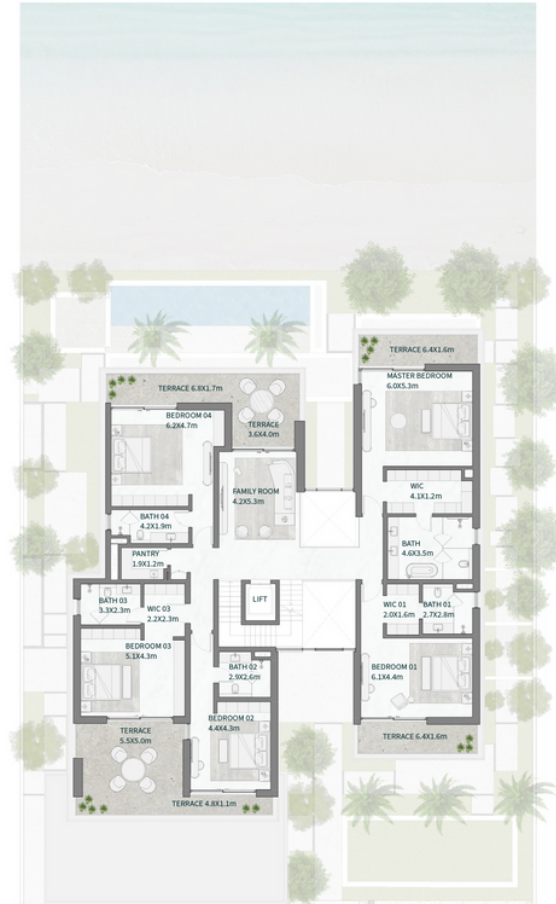 TERRACE 6.4X1.6m
MASTER BEDROOM
6.0X5.3m
TERRACE 6.8X1.7m
BEDROOM 04
6.2X4.7m
TERRACE
3.6X4.0m
FAMILY ROOM
4.2X5.3m
WIC
4.1X1.2m
BATH 04
4.2X1.9m
BATH
4.6X3.5m
PANTRY
1.9X1.2m
BATH 03
3.3X2.3m
WIC 03
2.2X2.3m
LIFT
WIC 01
2.0X1.6m
BATH 01
2.7X2.8m
BEDROOM 03
5.1X4.3m
BATH 02
2.9X2.6m
BEDROOM 01
6.1X4.4m
BEDROOM 02
4.4X4.3m
TERRACE
5.5X5.0m
TERRACE 6.4X1.6m
TERRACE 4.8X1.1m